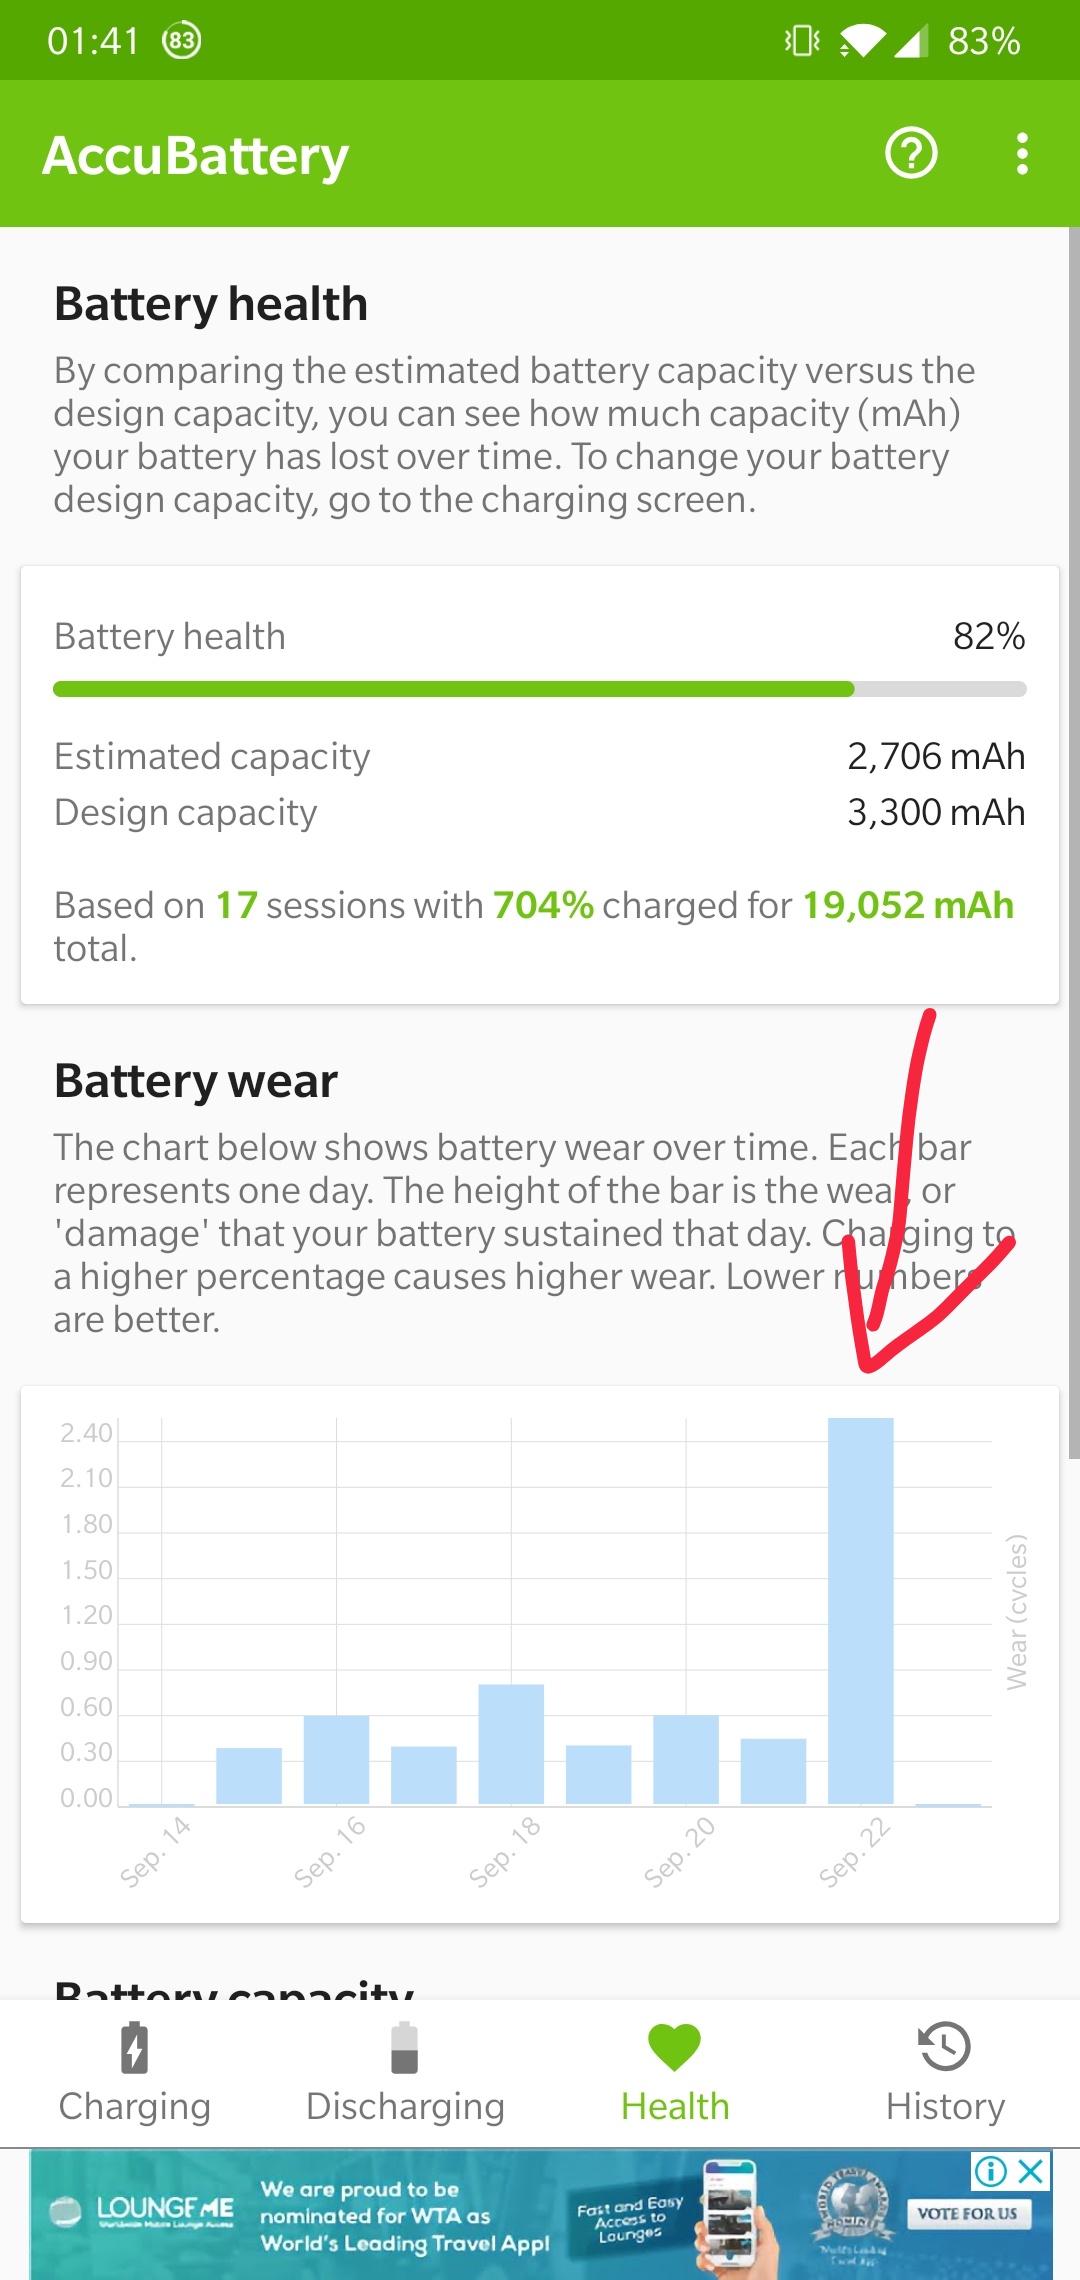 01:41 83 83%
AccuBattery
Battery health
By comparing the estimated battery capacity versus the
design capacity, you can see how much capacity (mAh)
your battery has lost over time. To change your battery
design capacity, go to the charging screen.
Battery health 82%
Estimated capacity 2,706 mAh
Design capacity 3,300 mAh
Based on 17 sessions with 704% charged for 19,052 mAh
total.
Battery wear
The chart below shows battery wear over time. Each bar
represents one day. The height of the bar is the wear, or
'damage' that your battery sustained that day. Charging to
a higher percentage causes higher wear. Lower numbers
are better.
2.40
2.10
1.80
1.50
1.20
0.90
0.60
0.30
0.00
Wear (cycles)
Sep. 14 Sep. 16 Sep. 18 Sep. 20 Sep. 22
Battery capacity
Charging Discharging Health History
LOUNGE ME
Worldwide Mobile Lounge Access
We are proud to be
nominated for WTA as
World's Leading Travel App!
Fast and Easy
Access to
Lounges
VOTE FOR US